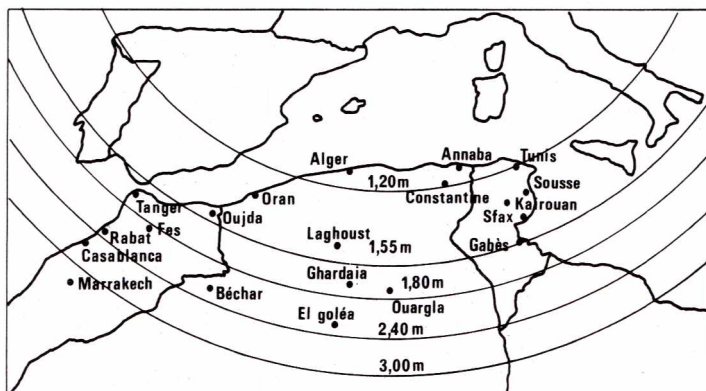 Alger
Annaba
Tunis
1,20m
Constantine
Sousse
Kairouan
Sfax
Tanger
Oran
Oujda
Fes
Rabat
Casablanca
Laghoust
1,55m
Gabès
Ghardaia
1,80m
Marrakech
Béchar
Ouargla
El goléa
2,40m
3,00m